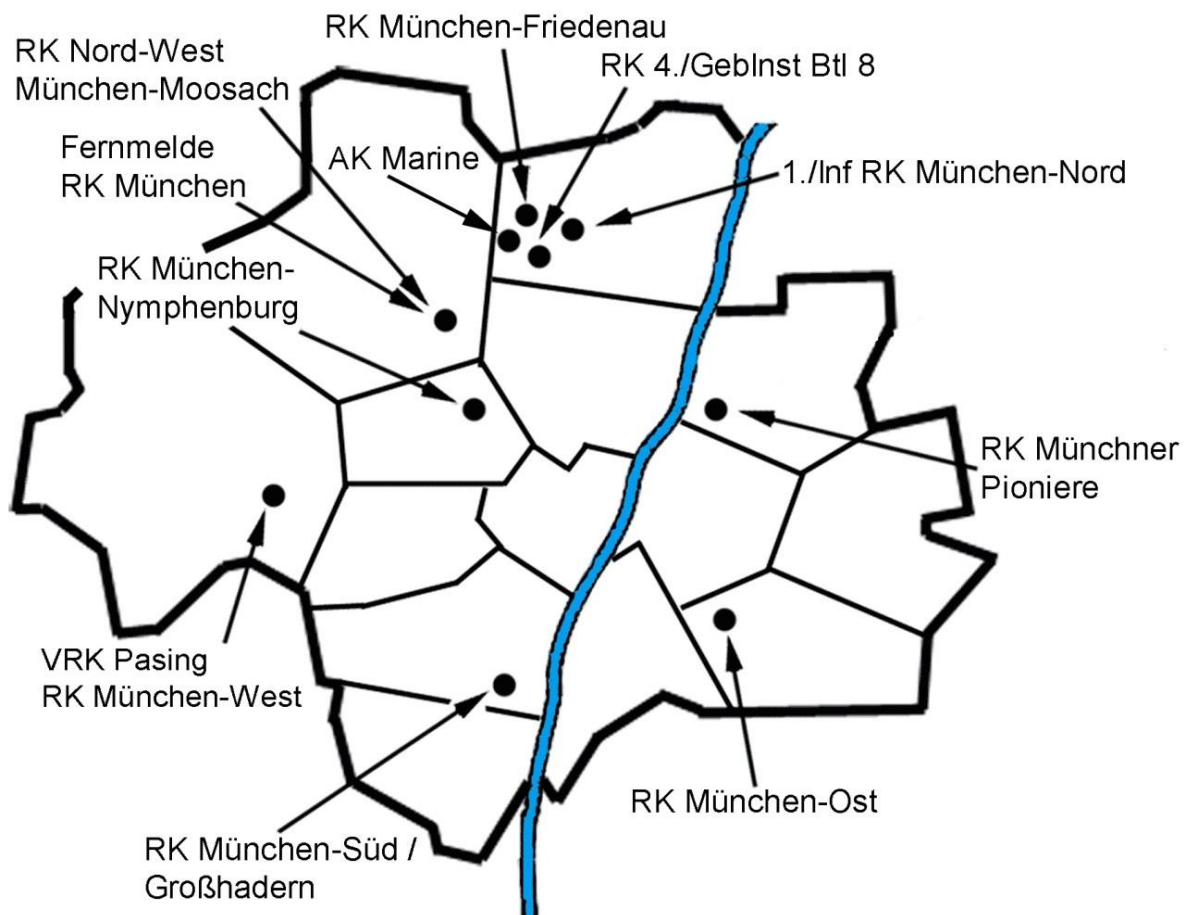 RK München-Friedenau
RK Nord-West
München-Moosach
RK 4./GebInst Btl 8
Fernmelde
RK München
AK Marine
1./Inf RK München-Nord
RK München-
Nymphenburg
RK Münchner
Pioniere
VRK Pasing
RK München-West
RK München-Ost
RK München-Süd /
Großhadern